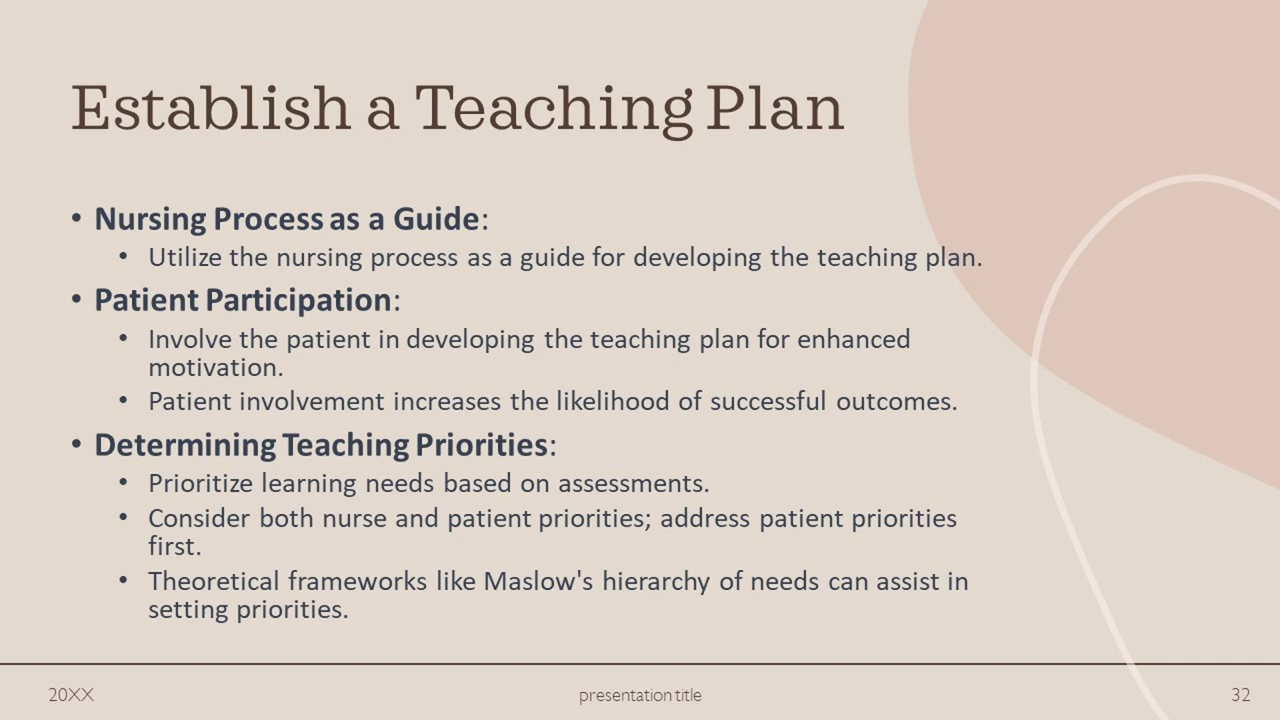 Establish a Teaching Plan
• Nursing Process as a Guide:
• Utilize the nursing process as a guide for developing the teaching plan.
• Patient Participation:
• Involve the patient in developing the teaching plan for enhanced
motivation.
• Patient involvement increases the likelihood of successful outcomes.
• Determining Teaching Priorities:
• Prioritize learning needs based on assessments.
• Consider both nurse and patient priorities; address patient priorities
first.
• Theoretical frameworks like Maslow's hierarchy of needs can assist in
setting priorities.
20XX
presentation title
32